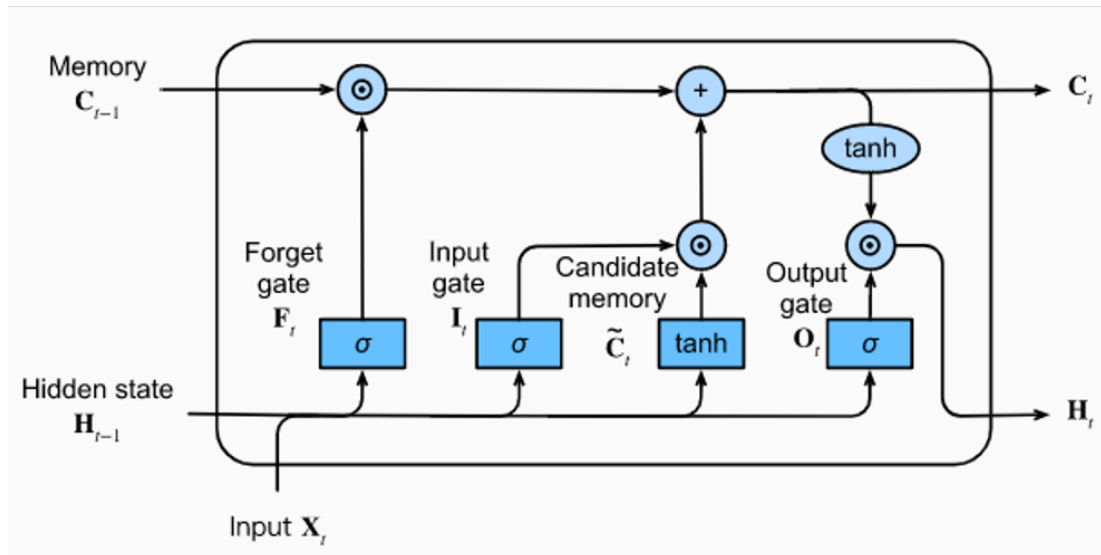 Memory
C_{t-1}
⊙
+
C_t
tanh
Forget
gate
F_t
Input
gate
I_t
Candidate
memory
C̃_t
⊙
Output
gate
O_t
⊙
σ
σ
tanh
σ
Hidden state
H_{t-1}
H_t
Input X_t